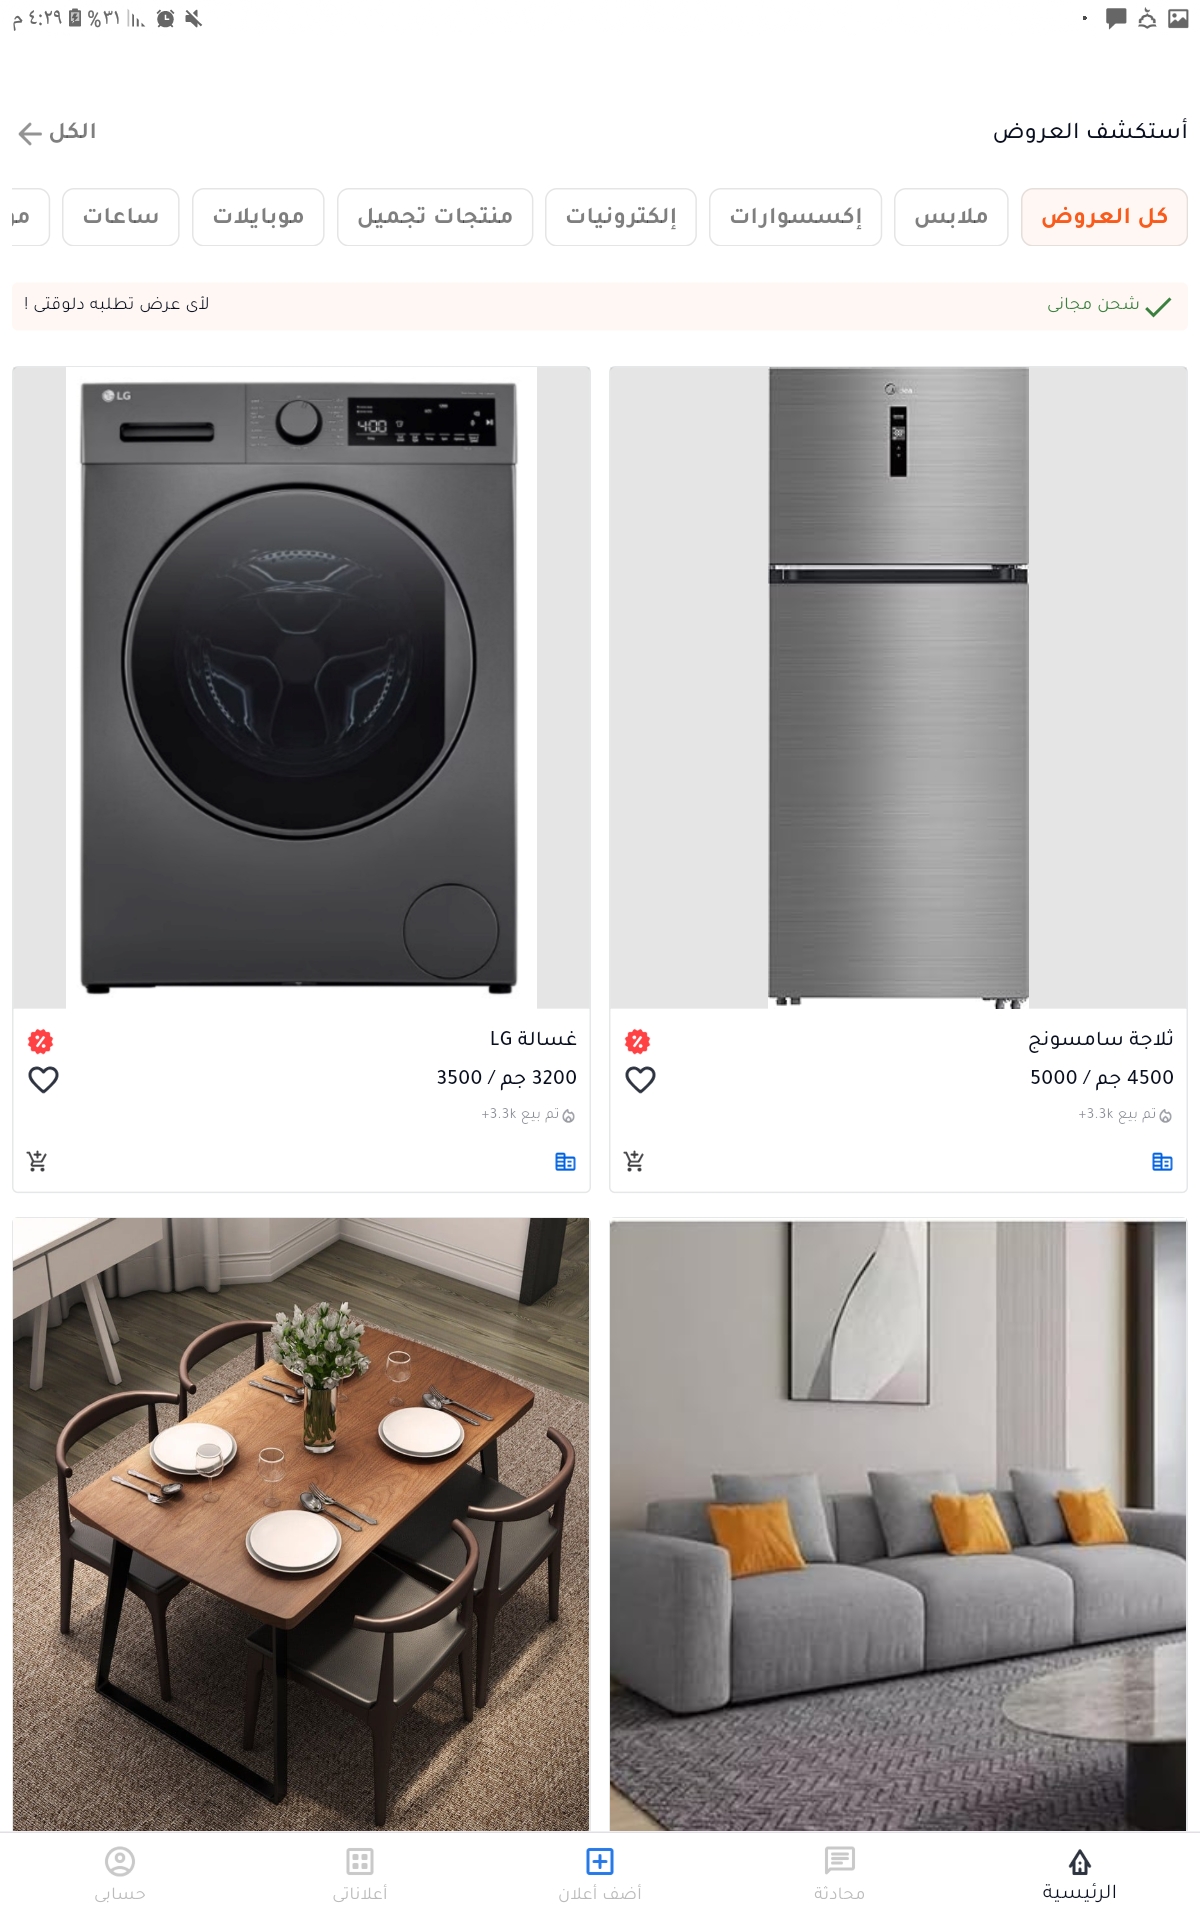 ٤:٢٩ م ٣١%
أستكشف العروض
الكل
كل العروض
ملابس
إكسسوارات
إلكترونيات
منتجات تجميل
موبايلات
ساعات
شحن مجانى
لأى عرض تطلبه دلوقتى !
ثلاجة سامسونج
4500 جم / 5000
تم بيع 3.3k+
LG
400
غسالة LG
3200 جم / 3500
تم بيع 3.3k+
الرئيسية
محادثة
أضف أعلان
أعلاناتى
حسابى